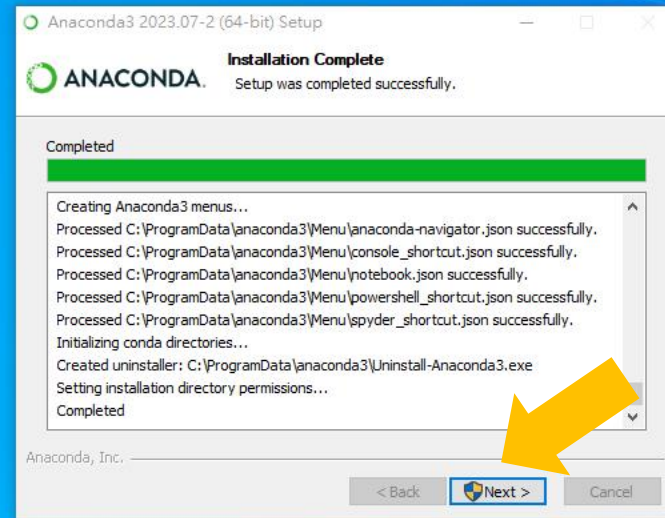 Anaconda3 2023.07-2 (64-bit) Setup
ANACONDA.
Installation Complete
Setup was completed successfully.
Completed
Creating Anaconda3 menus...
Processed C:\ProgramData\anaconda3\Menu\anaconda-navigator.json successfully.
Processed C:\ProgramData\anaconda3\Menu\console_shortcut.json successfully.
Processed C:\ProgramData\anaconda3\Menu\notebook.json successfully.
Processed C:\ProgramData\anaconda3\Menu\powershell_shortcut.json successfully.
Processed C:\ProgramData\anaconda3\Menu\spyder_shortcut.json successfully.
Initializing conda directories...
Created uninstaller: C:\ProgramData\anaconda3\Uninstall-Anaconda3.exe
Setting installation directory permissions...
Completed
Anaconda, Inc.
< Back Next > Cancel